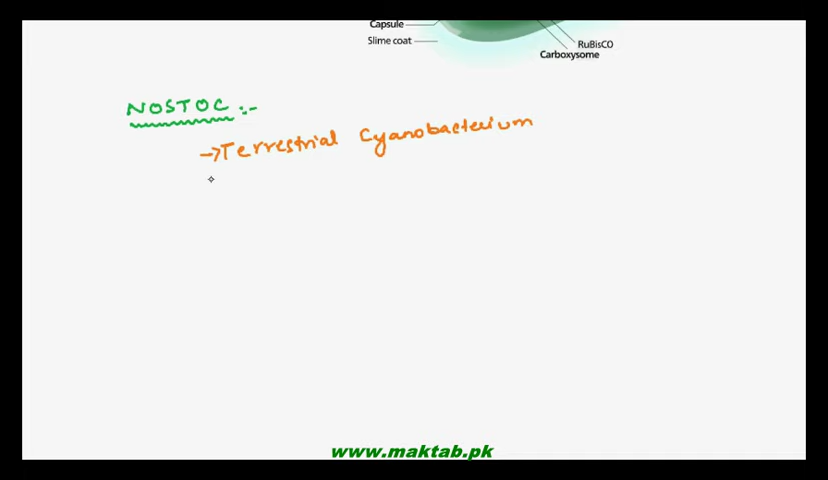 Capsule
Slime coat
RuBisCO
Carboxysome
NOSTOC :-
→Terrestrial Cyanobacterium
www.maktab.pk